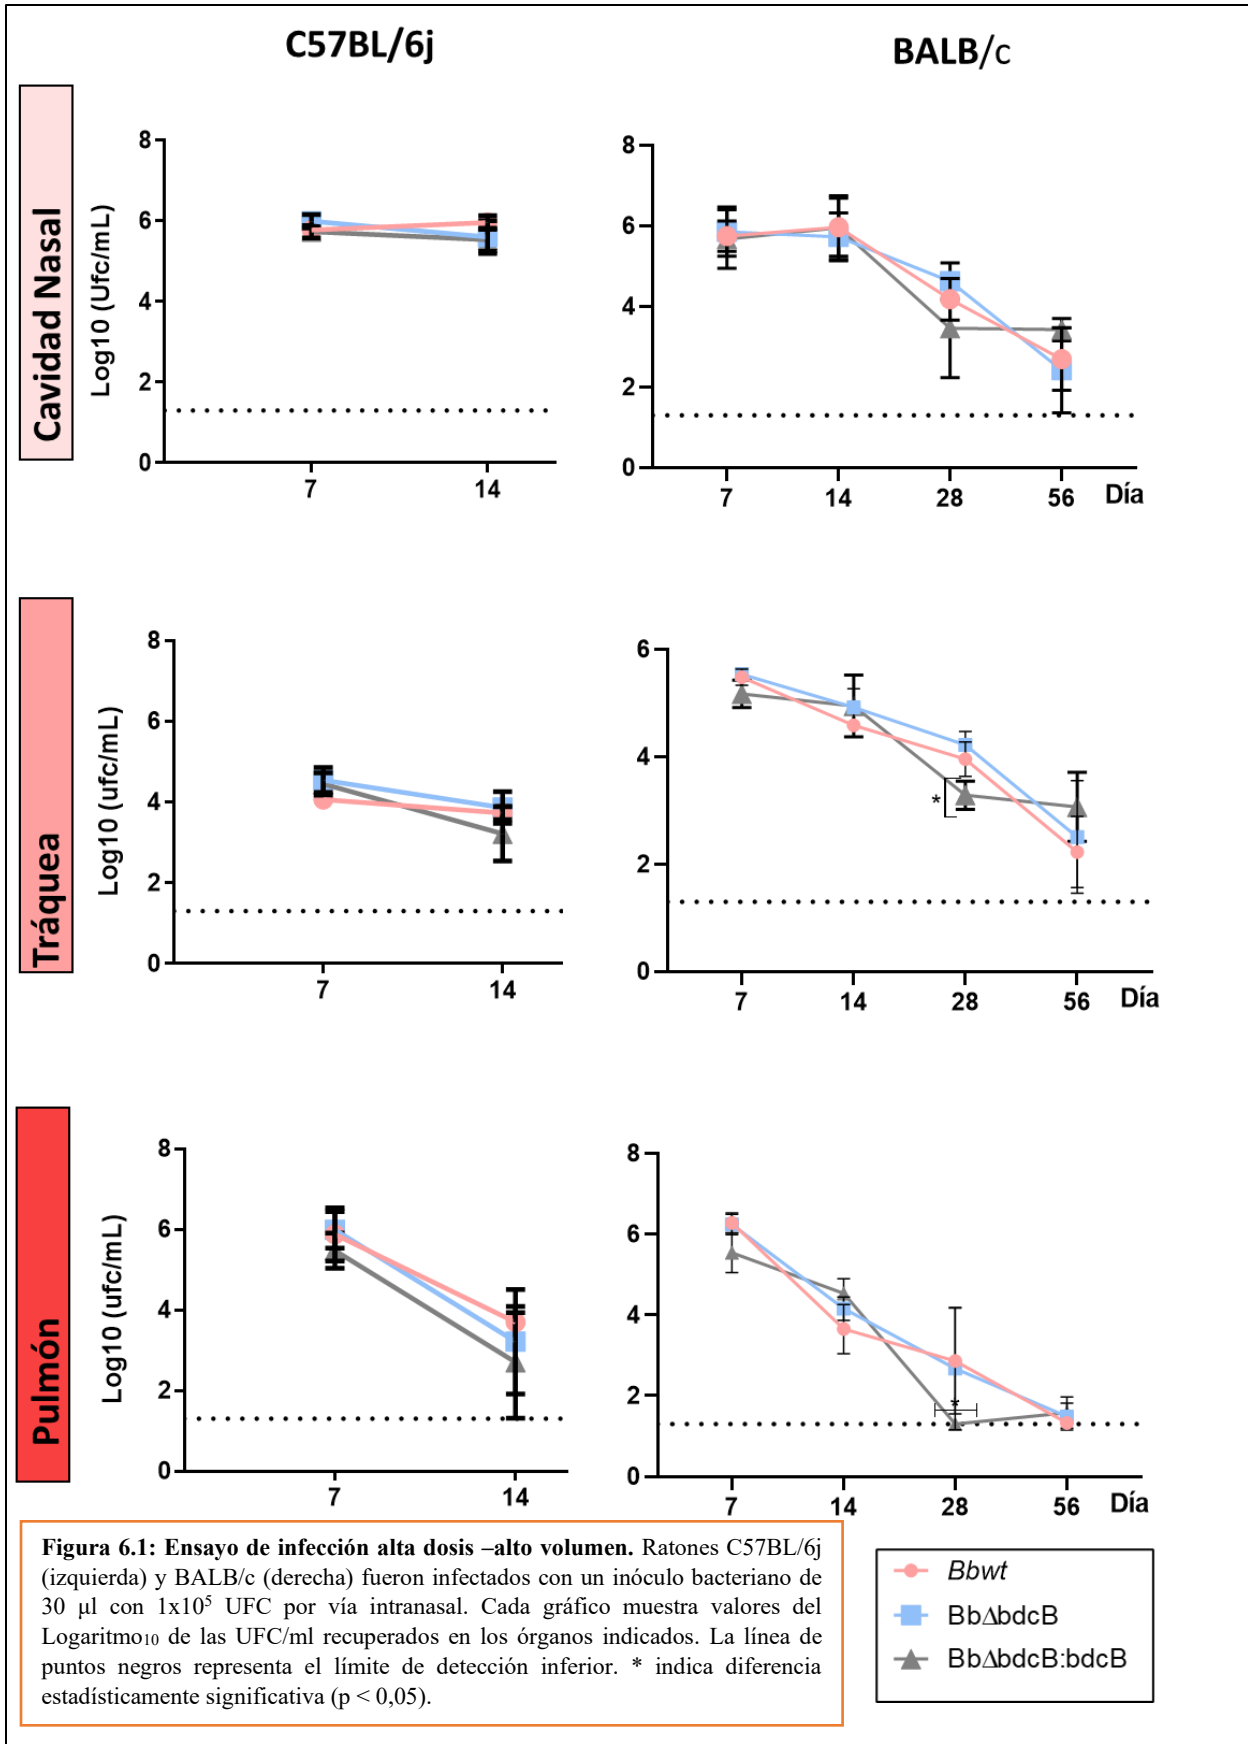 C57BL/6j
BALB/c
Cavidad Nasal
Log10 (Ufc/mL)
8
6
4
2
0
7
14
8
6
4
2
0
7
14
28
56
Día
Tráquea
Log10 (ufc/mL)
8
6
4
2
0
7
14
6
4
2
0
*
7
14
28
56
Día
Pulmón
Log10 (ufc/mL)
8
6
4
2
0
7
14
8
6
4
2
0
*
7
14
28
56
Día
Figura 6.1: Ensayo de infección alta dosis –alto volumen. Ratones C57BL/6j
(izquierda) y BALB/c (derecha) fueron infectados con un inóculo bacteriano de
30 µl con 1x10⁵ UFC por vía intranasal. Cada gráfico muestra valores del
Logaritmo₁₀ de las UFC/ml recuperados en los órganos indicados. La línea de
puntos negros representa el límite de detección inferior. * indica diferencia
estadísticamente significativa (p < 0,05).
Bbwt
BbΔbdcB
BbΔbdcB:bdcB